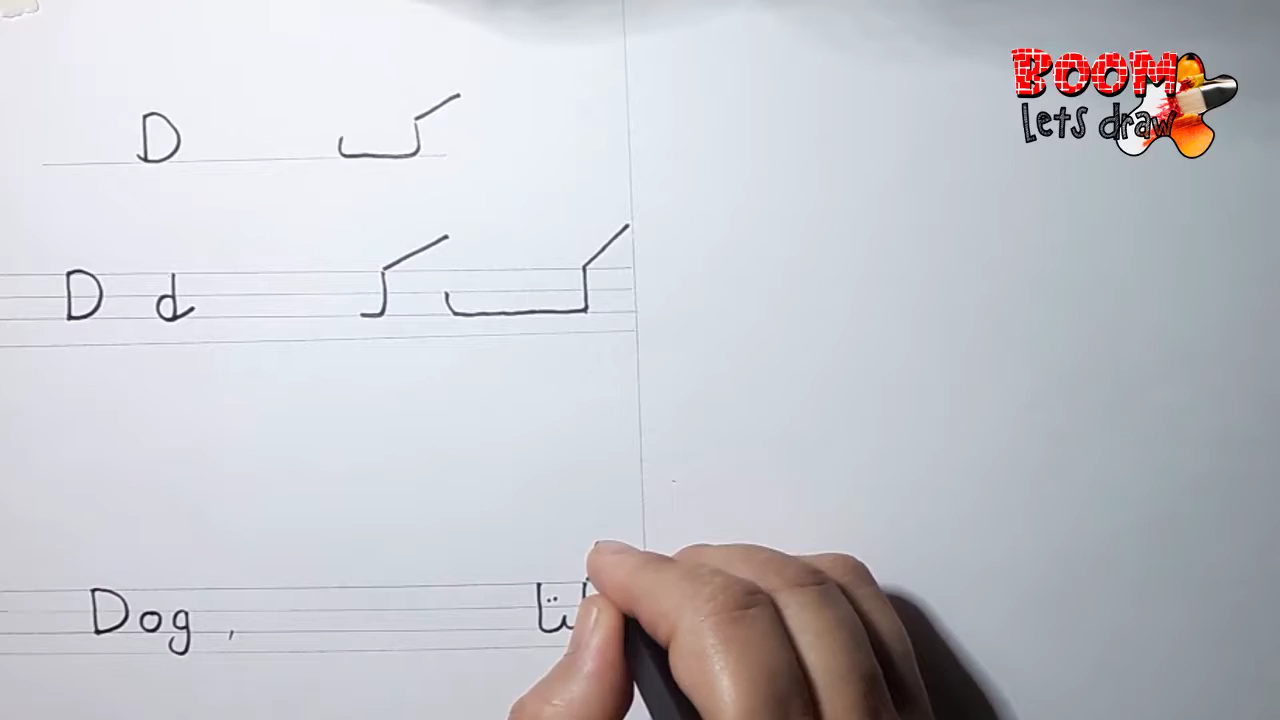 BOOM
Lets draw
D ک
D d ک ک
Dog ,